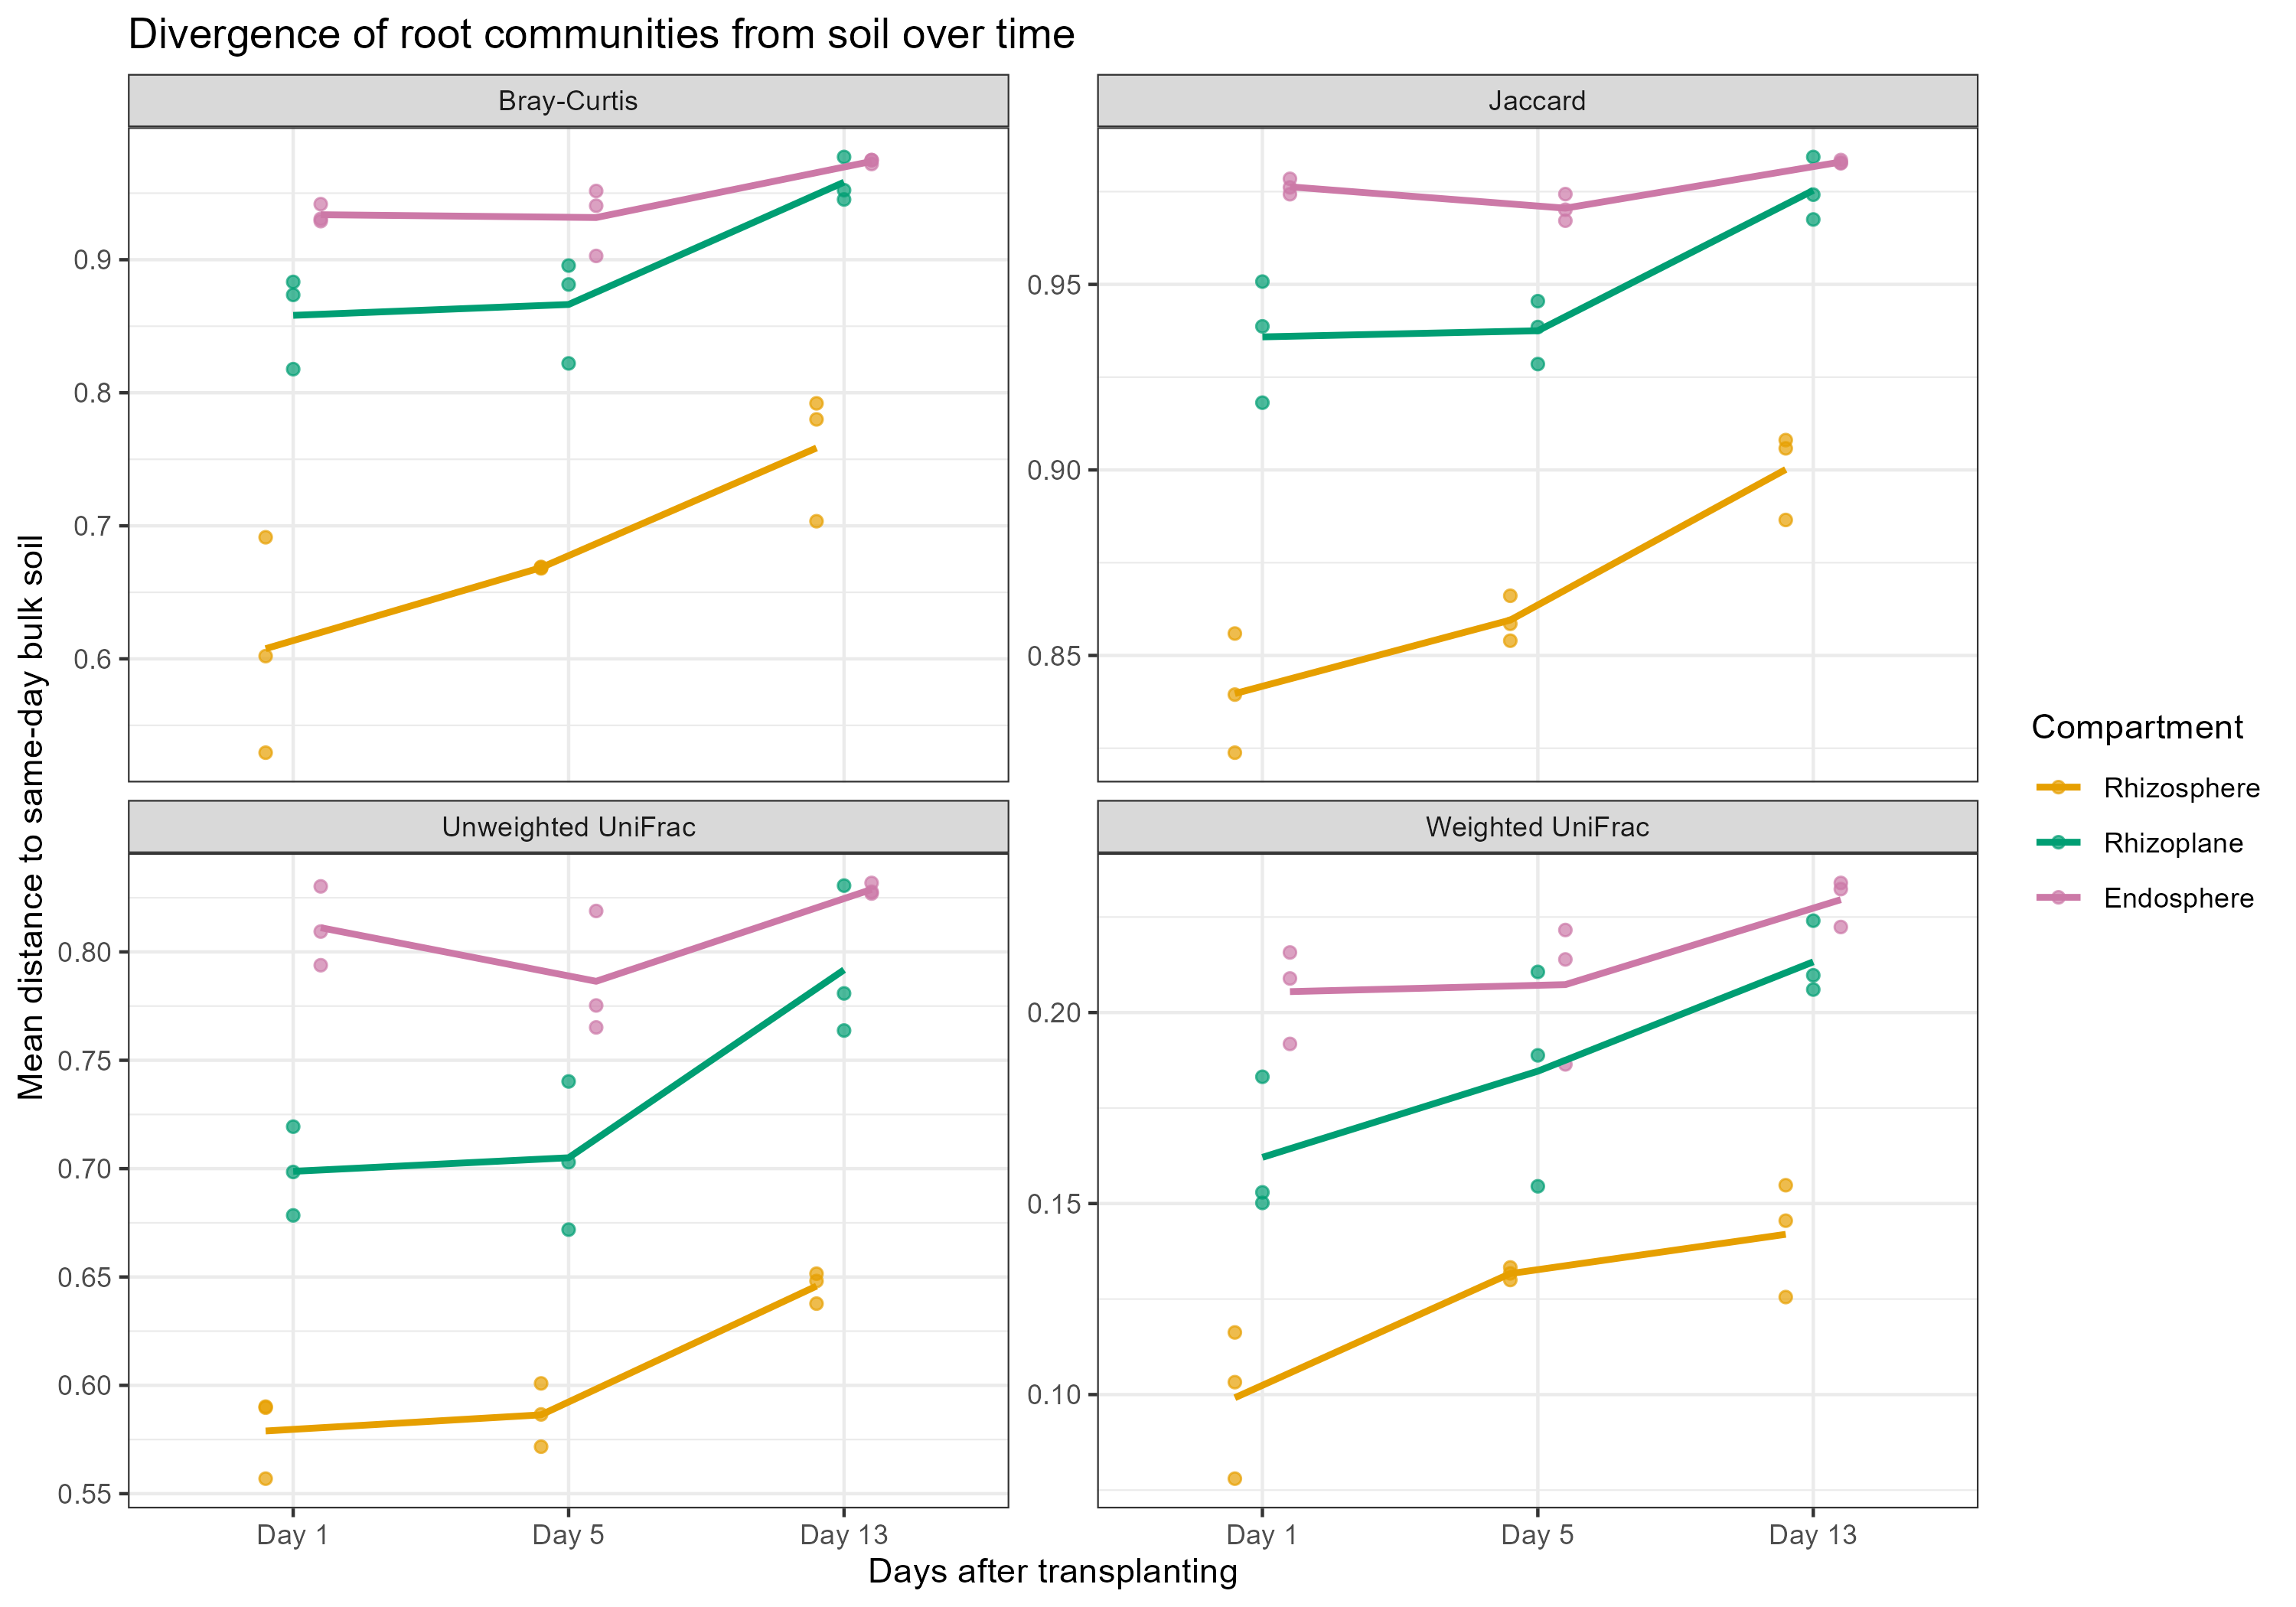 Divergence of root communities from soil over time
Bray-Curtis
Jaccard
0.9
0.8
0.7
0.6
0.95
0.90
0.85
Unweighted UniFrac
Weighted UniFrac
0.80
0.75
0.70
0.65
0.60
0.55
0.20
0.15
0.10
Day 1
Day 5
Day 13
Day 1
Day 5
Day 13
Days after transplanting
Mean distance to same-day bulk soil
Compartment
Rhizosphere
Rhizoplane
Endosphere